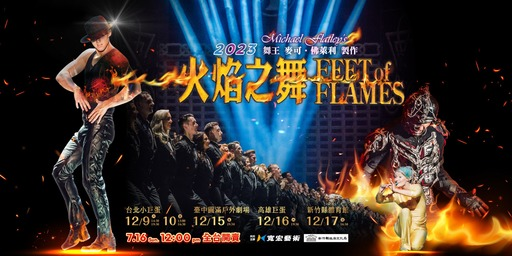 Michael Flatley's
2023 舞王 麥可·佛萊利 製作
火焰之舞 FEET of FLAMES
台北小巨蛋
12/9 10
臺中圓滿戶外劇場
12/15
高雄巨蛋
12/16
新竹縣體育館
12/17
7.16 Sun. 12:00 pm 全台開賣
寬宏藝術